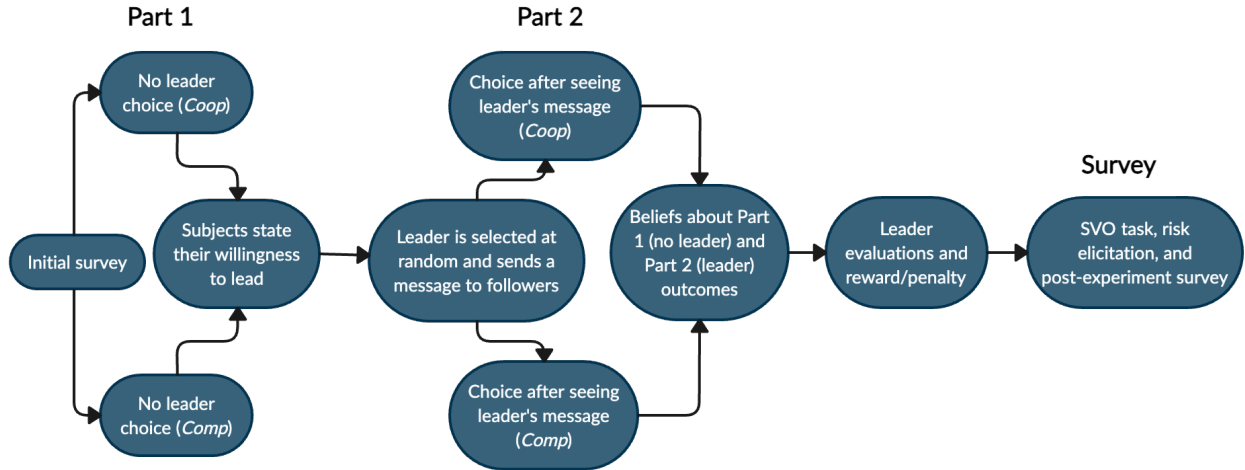 Part 1
Part 2
Survey
Initial survey
No leader
choice (Coop)
No leader
choice (Comp)
Subjects state
their willingness
to lead
Leader is selected at
random and sends a
message to followers
Choice after seeing
leader's message
(Coop)
Choice after seeing
leader's message
(Comp)
Beliefs about Part
1 (no leader) and
Part 2 (leader)
outcomes
Leader
evaluations and
reward/penalty
SVO task, risk
elicitation, and
post-experiment survey